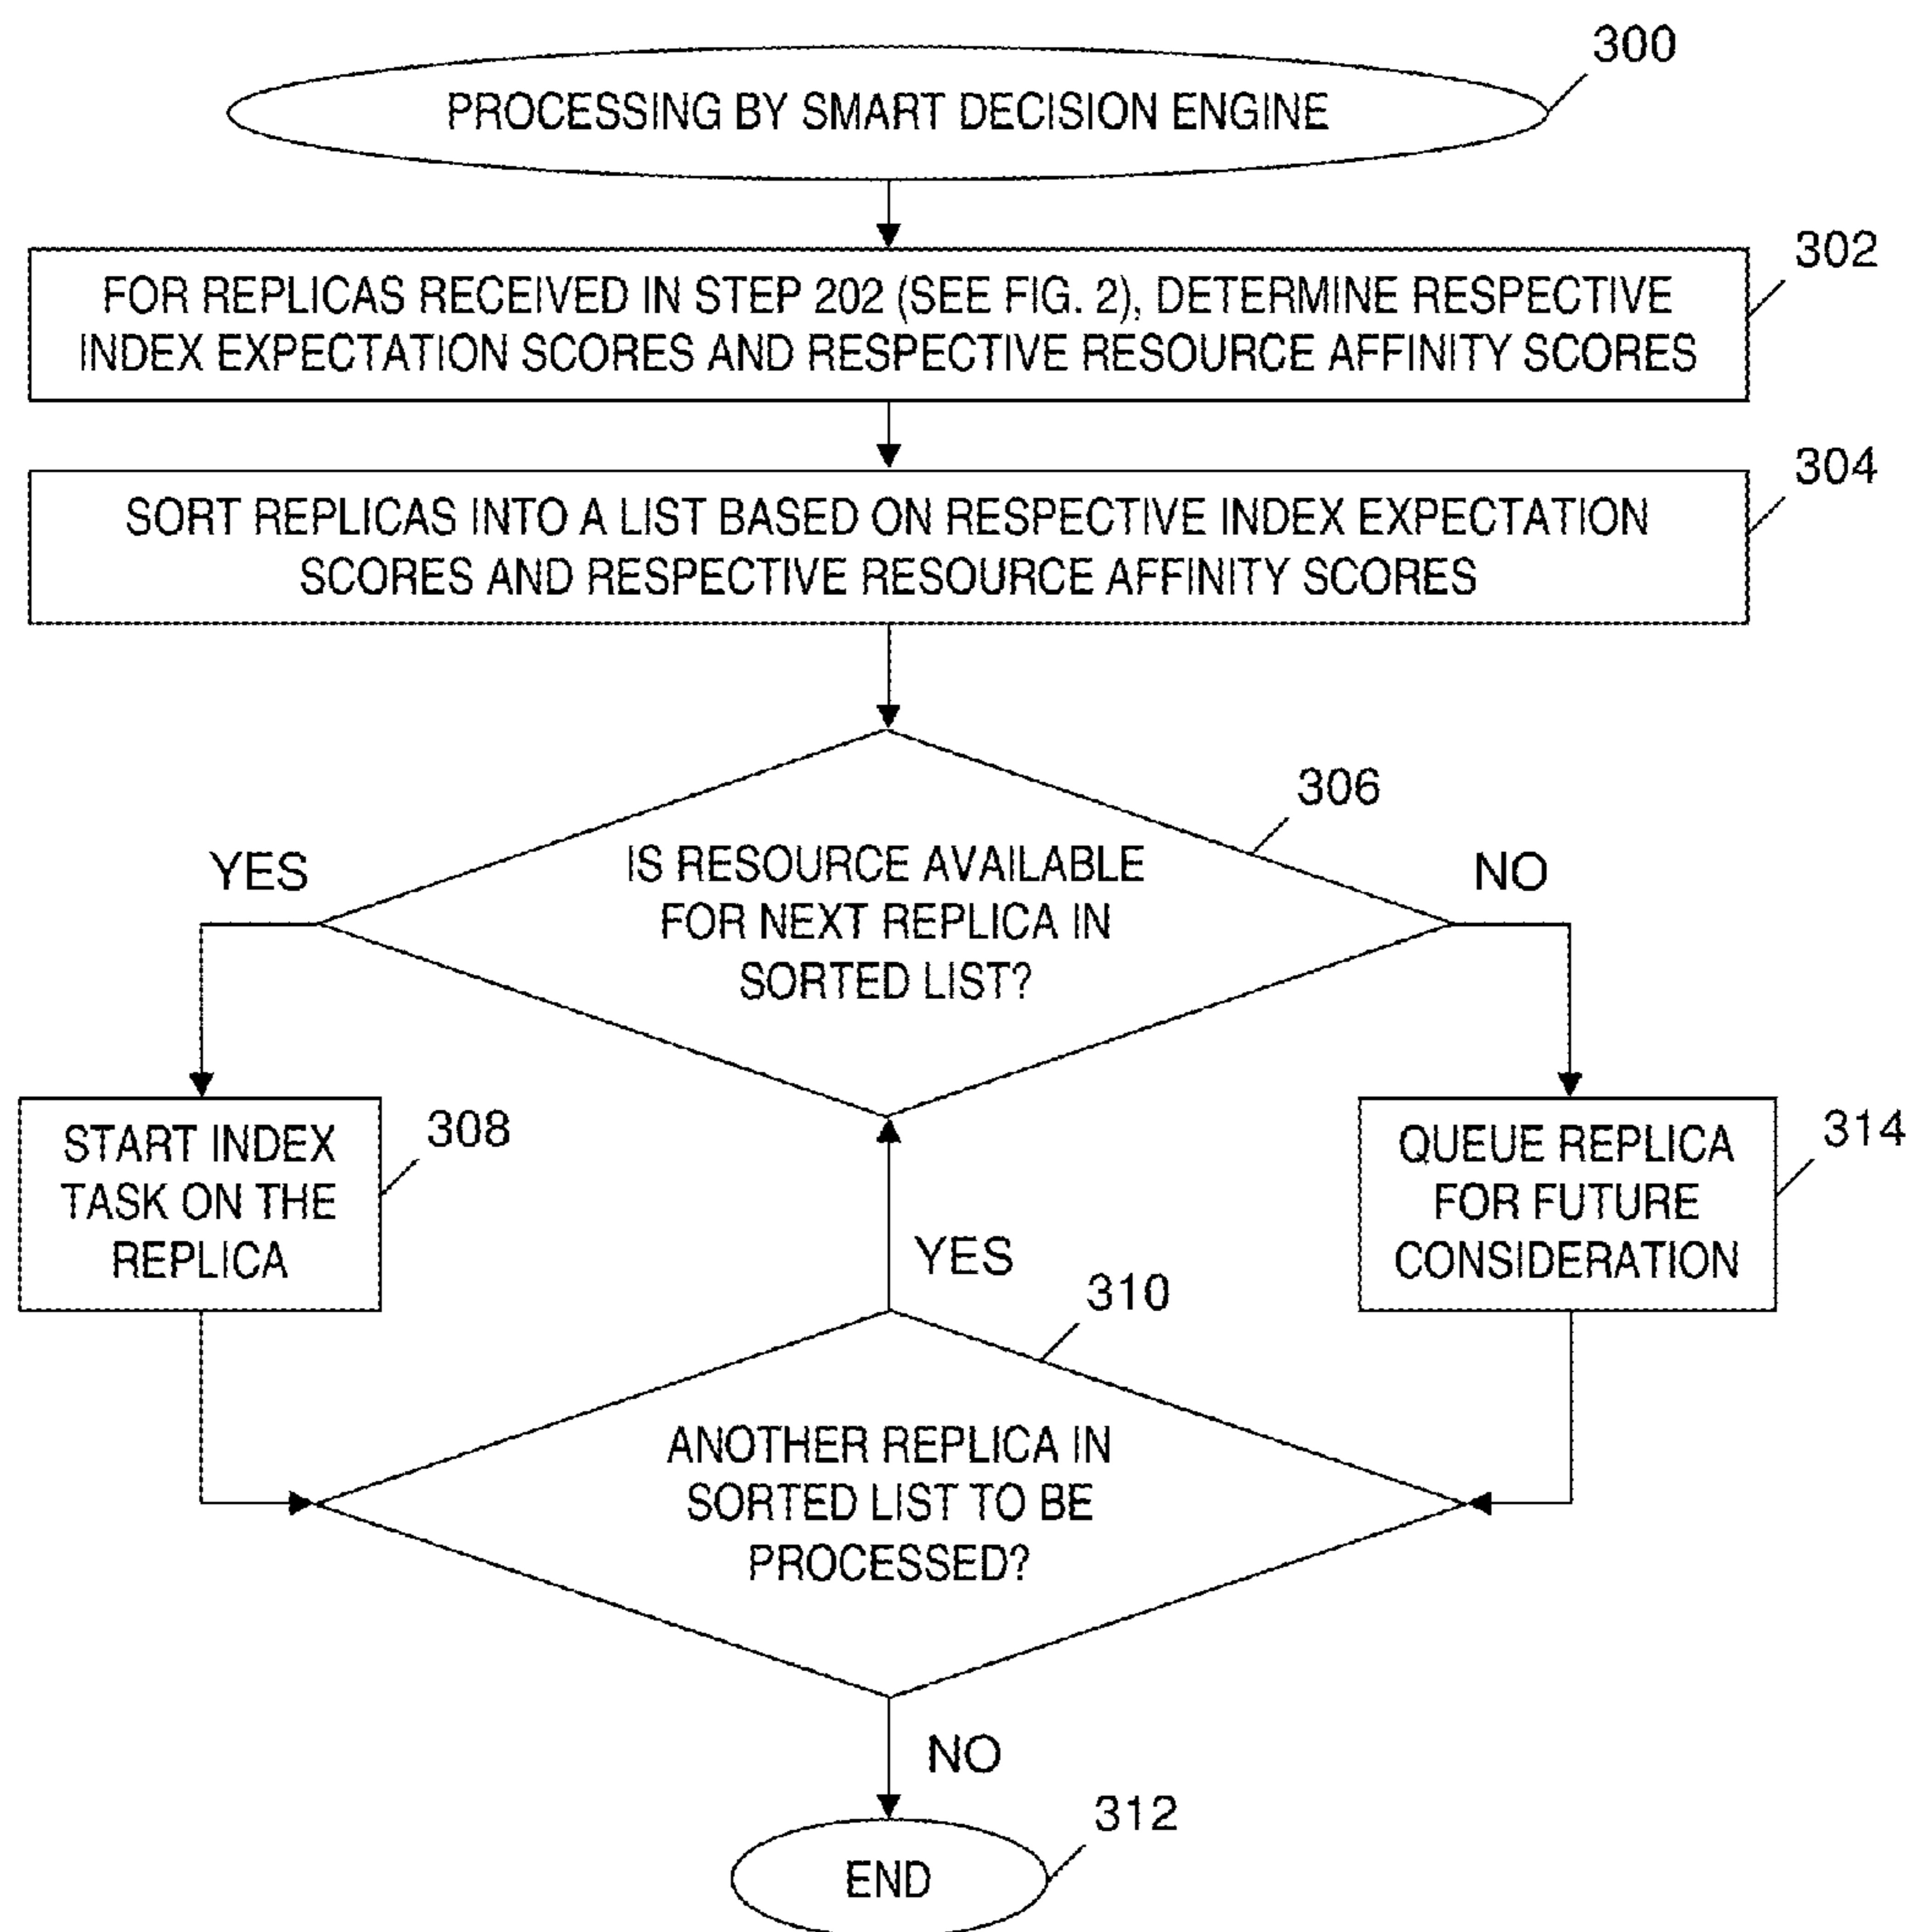 300
PROCESSING BY SMART DECISION ENGINE
302
FOR REPLICAS RECEIVED IN STEP 202 (SEE FIG. 2), DETERMINE RESPECTIVE
INDEX EXPECTATION SCORES AND RESPECTIVE RESOURCE AFFINITY SCORES
304
SORT REPLICAS INTO A LIST BASED ON RESPECTIVE INDEX EXPECTATION
SCORES AND RESPECTIVE RESOURCE AFFINITY SCORES
306
YES
IS RESOURCE AVAILABLE
FOR NEXT REPLICA IN
SORTED LIST?
NO
START INDEX
TASK ON THE
REPLICA
308
QUEUE REPLICA
FOR FUTURE
CONSIDERATION
314
YES
310
ANOTHER REPLICA IN
SORTED LIST TO BE
PROCESSED?
NO
312
END